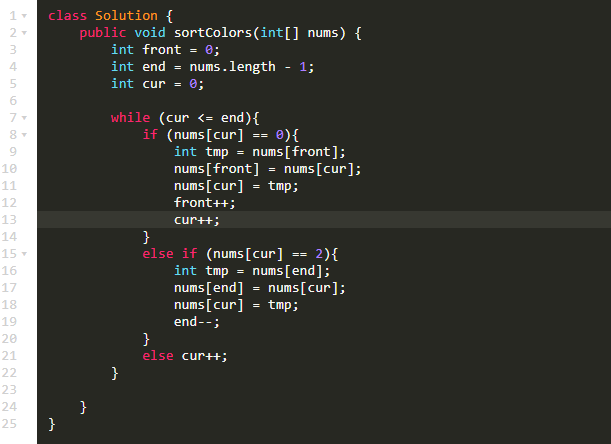 1 class Solution {
2     public void sortColors(int[] nums) {
3         int front = 0;
4         int end = nums.length - 1;
5         int cur = 0;
6
7         while (cur <= end){
8             if (nums[cur] == 0){
9                 int tmp = nums[front];
10                 nums[front] = nums[cur];
11                 nums[cur] = tmp;
12                 front++;
13                 cur++;
14             }
15             else if (nums[cur] == 2){
16                 int tmp = nums[end];
17                 nums[end] = nums[cur];
18                 nums[cur] = tmp;
19                 end--;
20             }
21             else cur++;
22         }
23
24     }
25 }